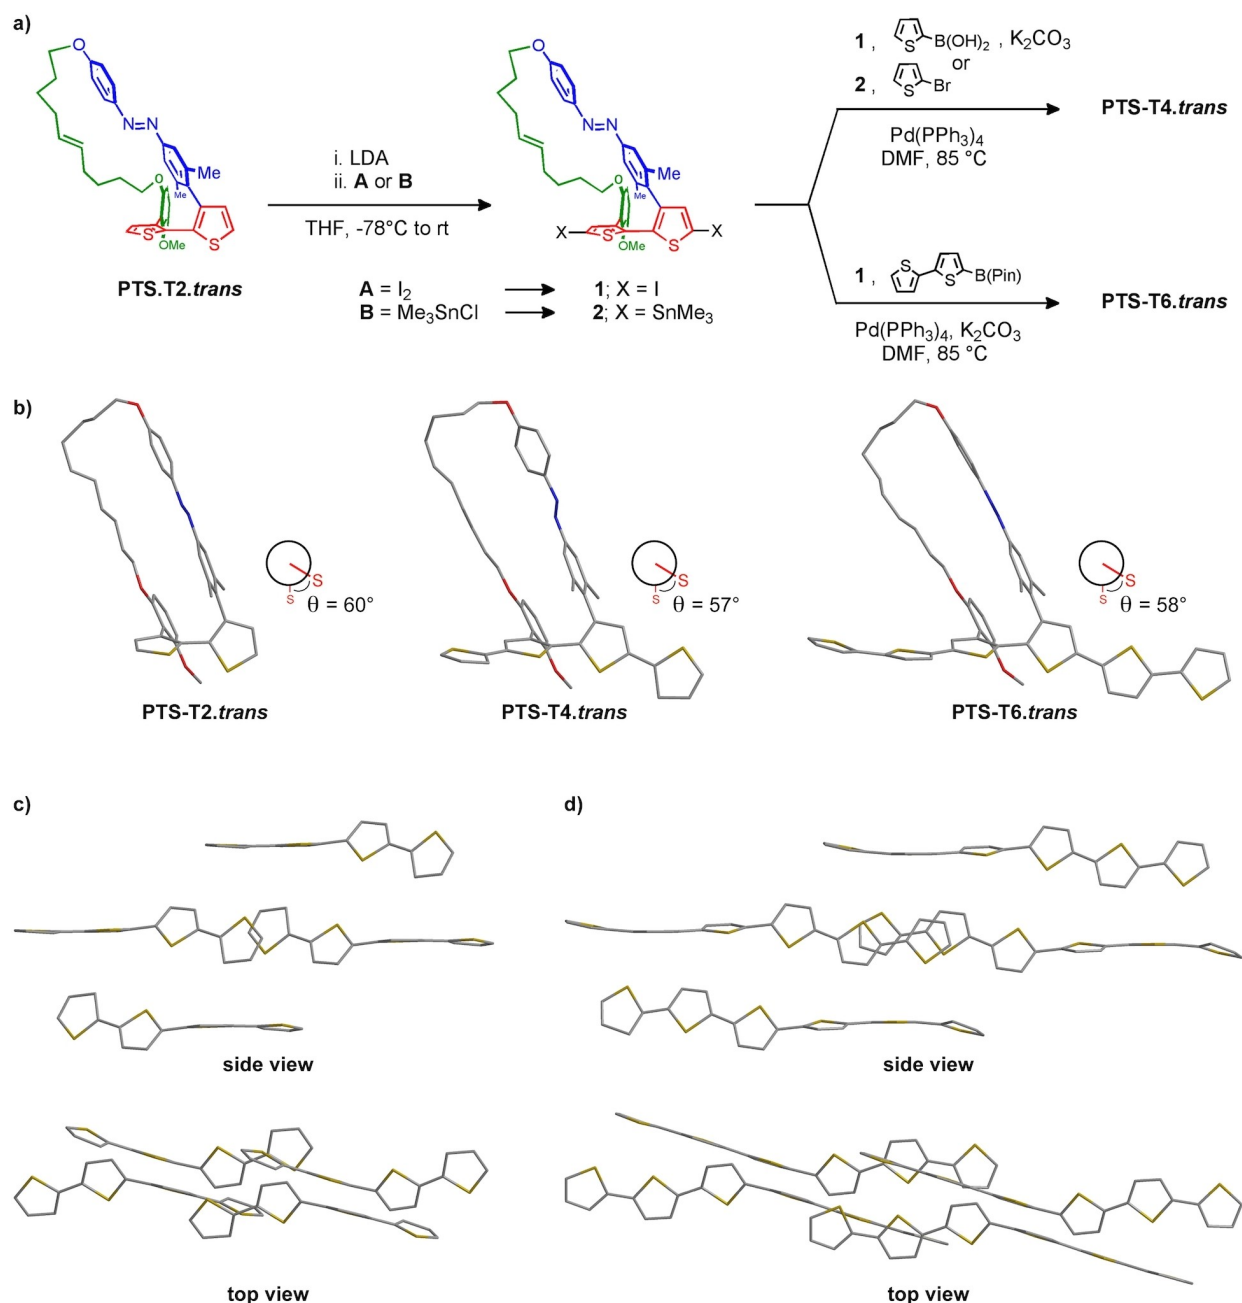 a)
O
N=N
Me
Me
O
S
S
OMe
PTS.T2.trans
i. LDA
ii. A or B
THF, -78°C to rt
A = I2
B = Me3SnCl
O
N=N
Me
Me
O
X
S
S
X
OMe
1; X = I
2; X = SnMe3
1 , S B(OH)2 , K2CO3
or
2 , S Br
Pd(PPh3)4
DMF, 85 °C
PTS-T4.trans
1 , S S B(Pin)
Pd(PPh3)4, K2CO3
DMF, 85 °C
PTS-T6.trans
b)
S
S
θ = 60°
PTS-T2.trans
S
S
θ = 57°
PTS-T4.trans
S
S
θ = 58°
PTS-T6.trans
c)
side view
top view
d)
side view
top view